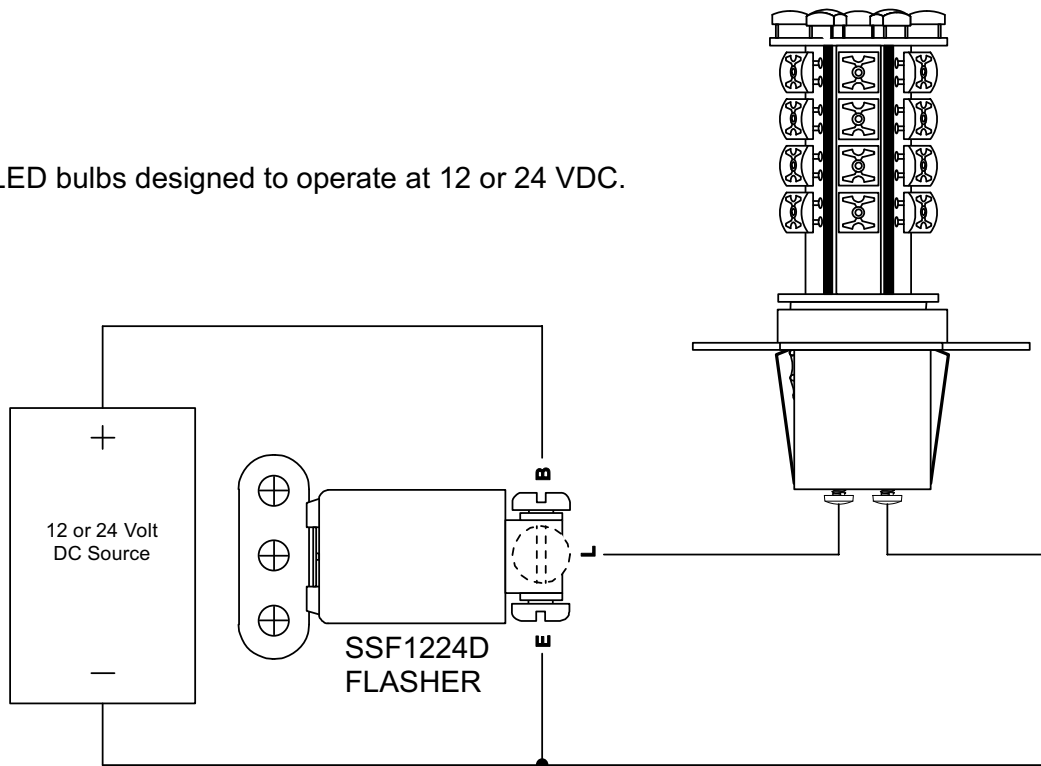 LED bulbs designed to operate at 12 or 24 VDC.
+
12 or 24 Volt
DC Source
—
B
L
E
SSF1224D
FLASHER